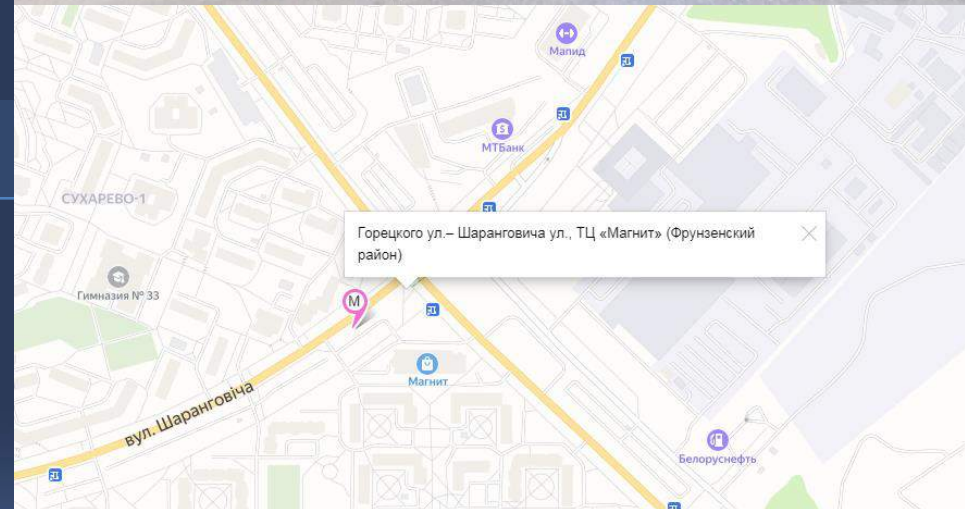 Мапид
МТБанк
СУХАРЕВО-1
Горецкого ул.– Шаранговича ул., ТЦ «Магнит» (Фрунзенский
район)
Гимназия № 33
М
Магнит
вул. Шаранговіча
Белоруснефть